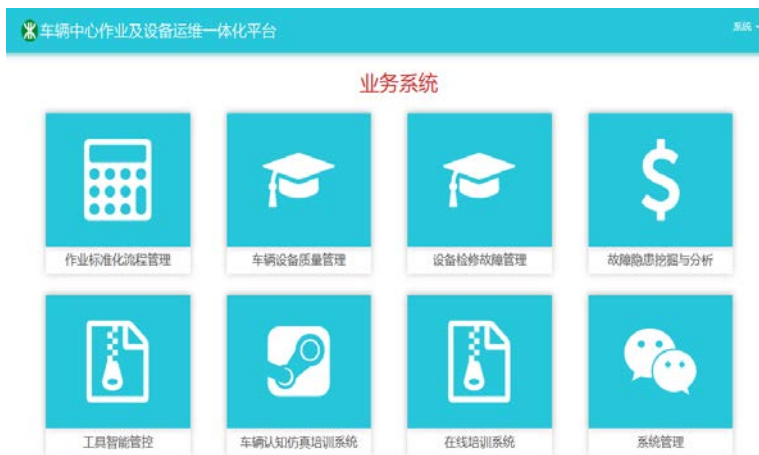 车辆中心作业及设备运维一体化平台
系统
业务系统
作业标准化流程管理
车辆设备质量管理
设备检修故障管理
故障隐患挖掘与分析
工具智能管控
车辆认知仿真培训系统
在线培训系统
系统管理